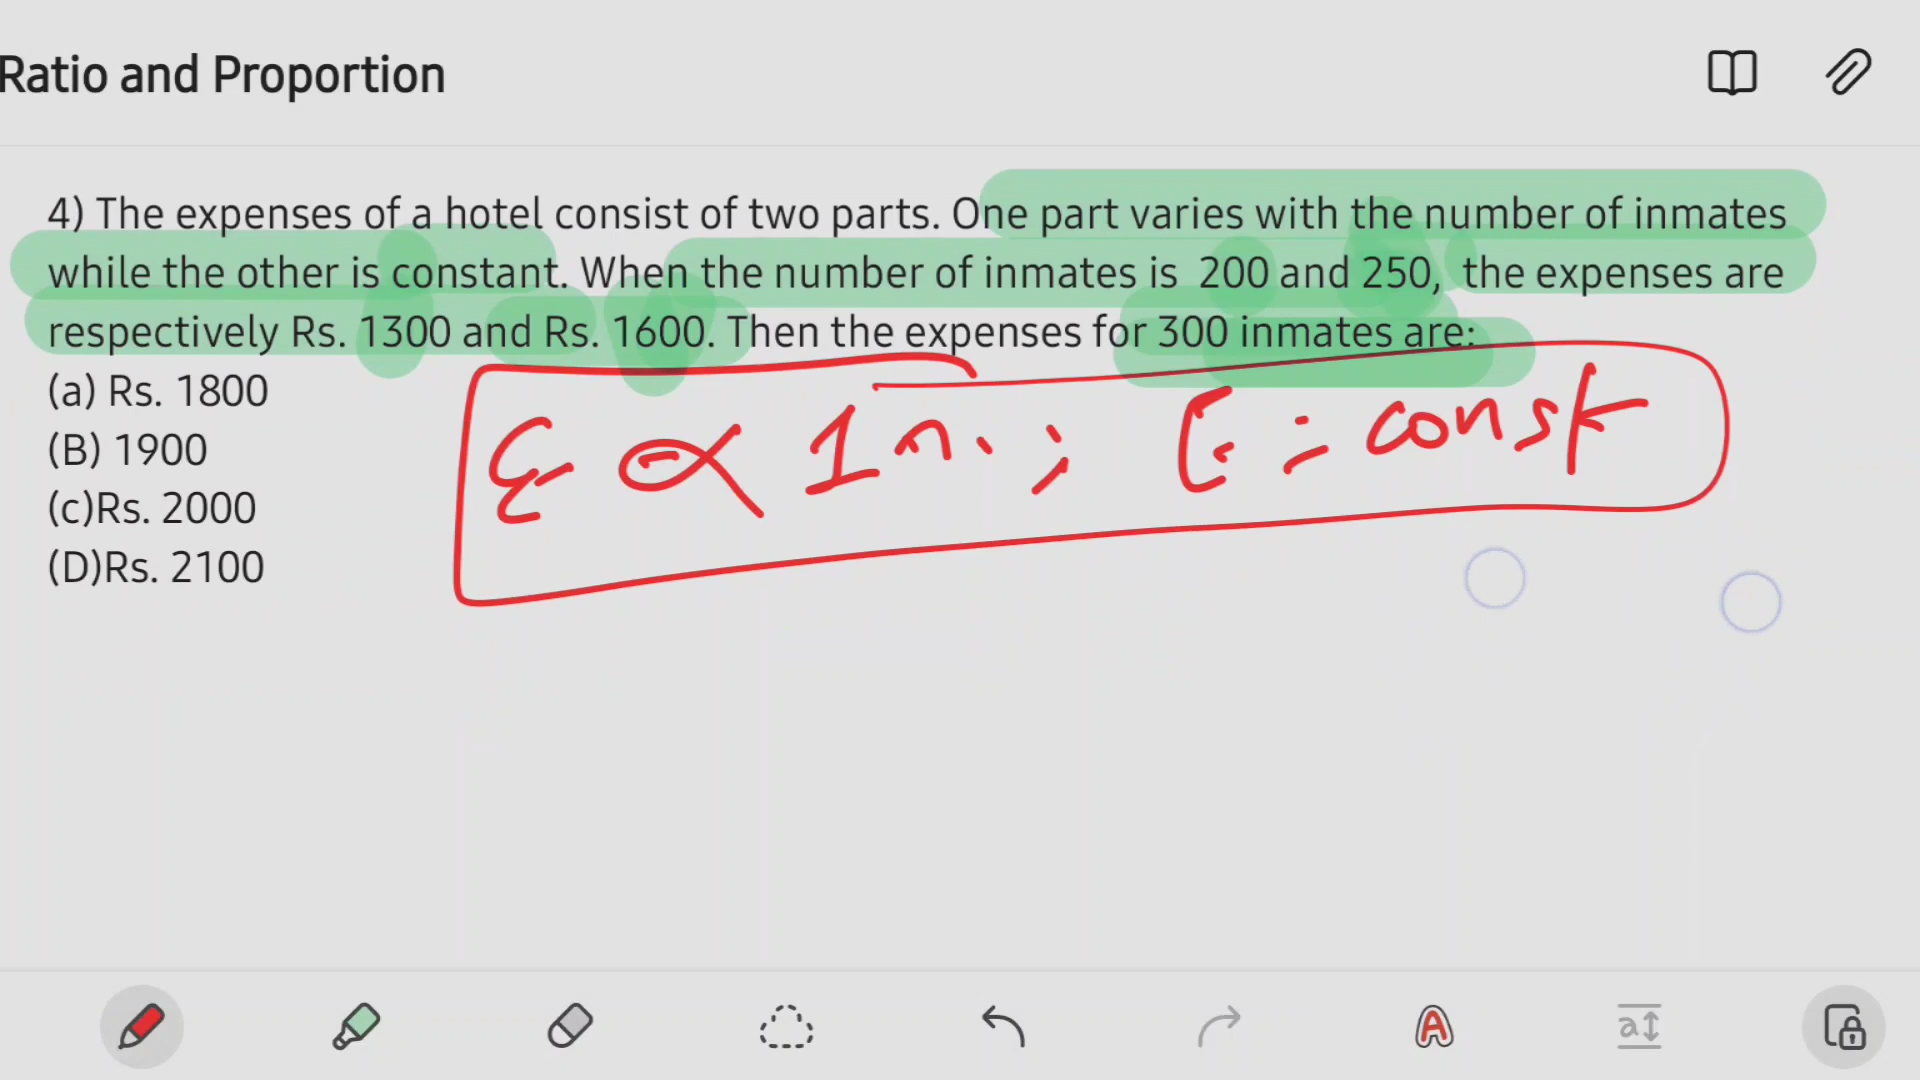 Ratio and Proportion
4) The expenses of a hotel consist of two parts. One part varies with the number of inmates
while the other is constant. When the number of inmates is 200 and 250, the expenses are
respectively Rs. 1300 and Rs. 1600. Then the expenses for 300 inmates are:
(a) Rs. 1800
(B) 1900
(c)Rs. 2000
(D)Rs. 2100
E ∝ In. ; E = const
A
a